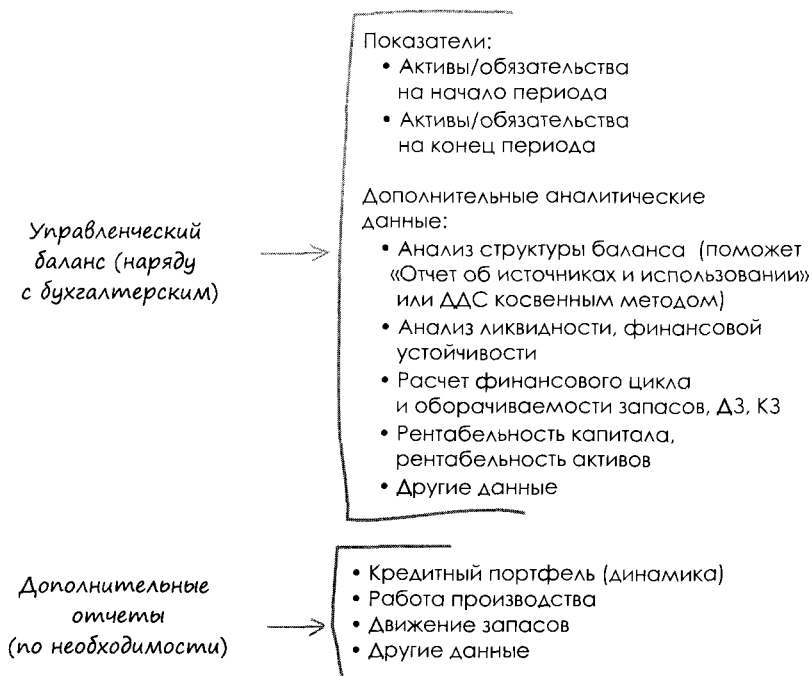 Показатели:
• Активы/обязательства
на начало периода
• Активы/обязательства
на конец периода
Дополнительные аналитические
данные:
• Анализ структуры баланса (поможет
«Отчет об источниках и использовании»
или ДДС косвенным методом)
• Анализ ликвидности, финансовой
устойчивости
• Расчет финансового цикла
и оборачиваемости запасов, ДЗ, КЗ
• Рентабельность капитала,
рентабельность активов
• Другие данные
Управленческий
баланс (наряду
с бухгалтерским)
Дополнительные
отчеты
(по необходимости)
• Кредитный портфель (динамика)
• Работа производства
• Движение запасов
• Другие данные